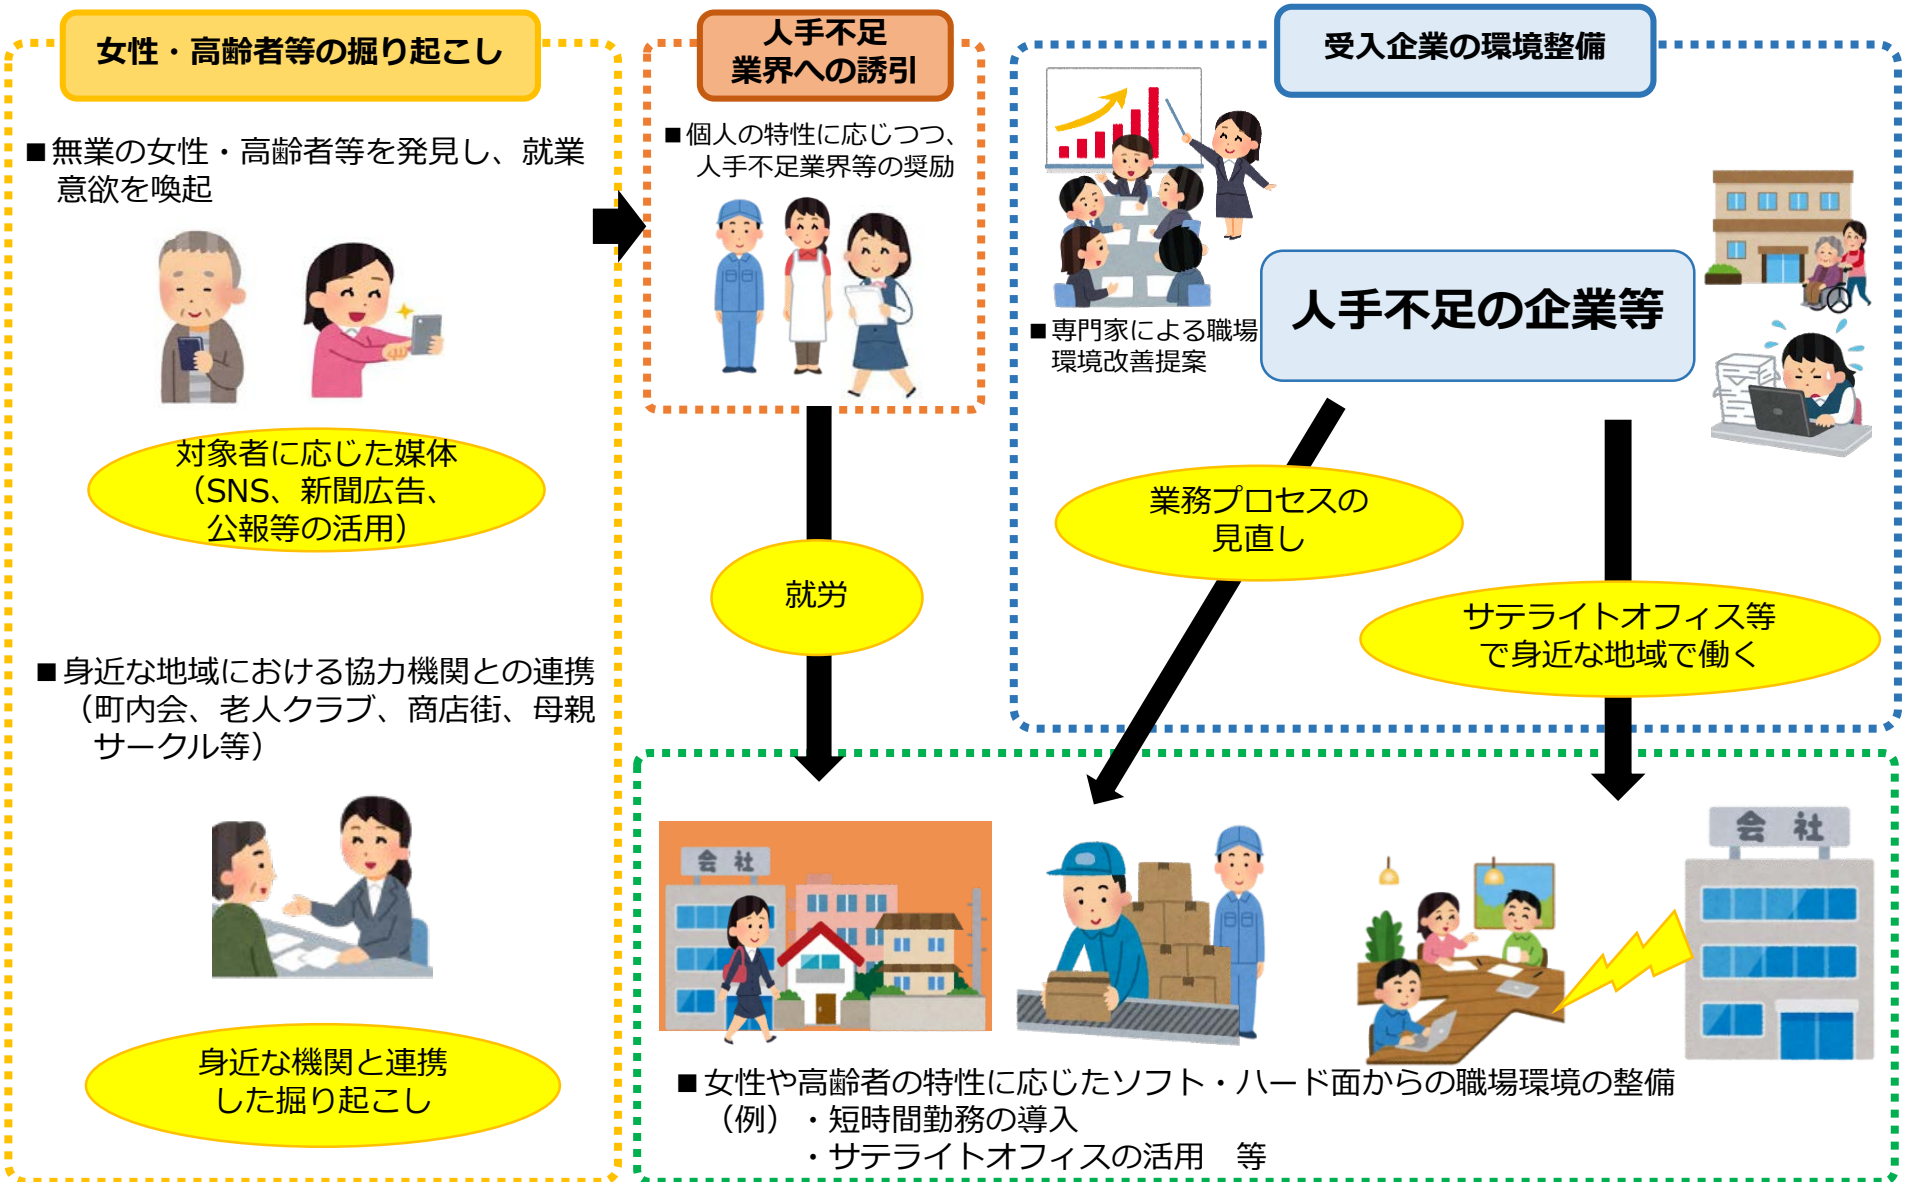 女性・高齢者等の掘り起こし
■無業の女性・高齢者等を発見し、就業
意欲を喚起
対象者に応じた媒体
（SNS、新聞広告、
公報等の活用）
■身近な地域における協力機関との連携
（町内会、老人クラブ、商店街、母親
サークル等）
身近な機関と連携
した掘り起こし
人手不足
業界への誘引
■個人の特性に応じつつ、
人手不足業界等の奨励
就労
受入企業の環境整備
人手不足の企業等
■専門家による職場
環境改善提案
業務プロセスの
見直し
サテライトオフィス等
で身近な地域で働く
会社
会社
■女性や高齢者の特性に応じたソフト・ハード面からの職場環境の整備
（例）・短時間勤務の導入
・サテライトオフィスの活用　等